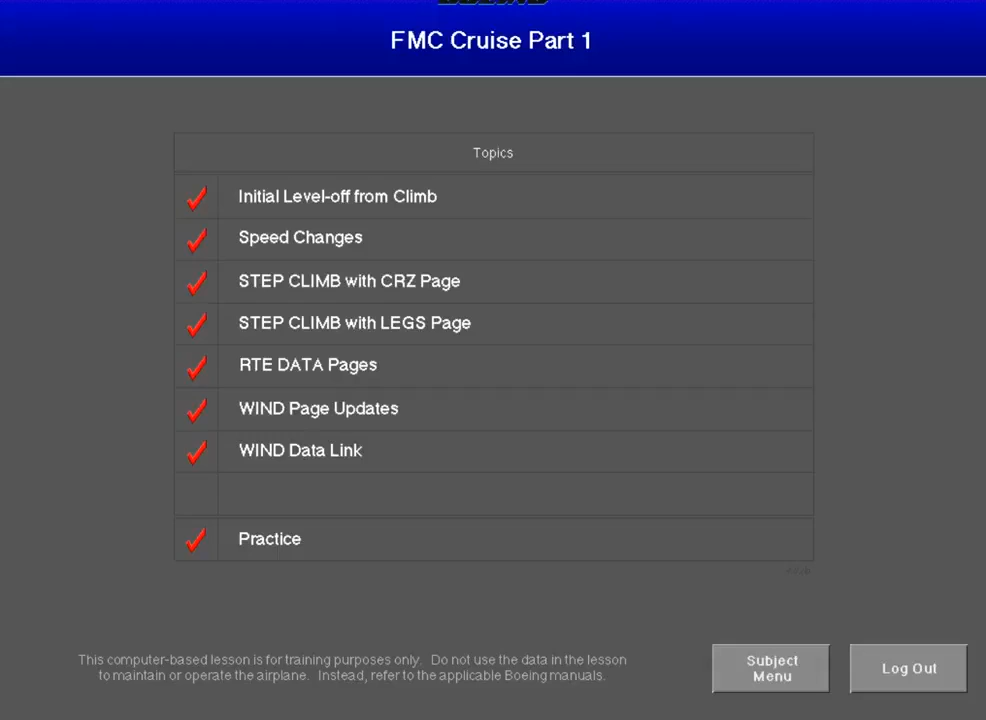 FMC Cruise Part 1
Topics
Initial Level-off from Climb
Speed Changes
STEP CLIMB with CRZ Page
STEP CLIMB with LEGS Page
RTE DATA Pages
WIND Page Updates
WIND Data Link
Practice
This computer-based lesson is for training purposes only. Do not use the data in the lesson
to maintain or operate the airplane. Instead, refer to the applicable Boeing manuals.
Subject
Menu
Log Out